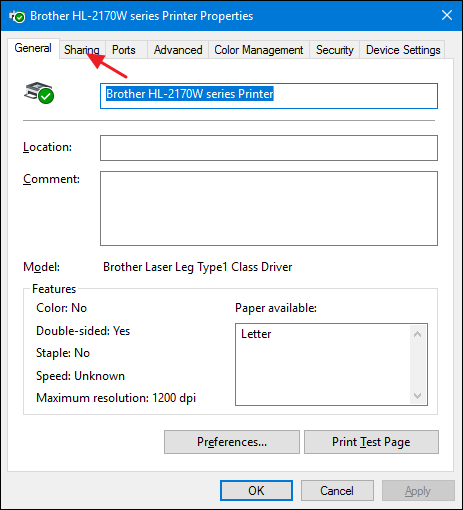 Brother HL-2170W series Printer Properties
General Sharing Ports Advanced Color Management Security Device Settings
Brother HL-2170W series Printer
Location:
Comment:
Model: Brother Laser Leg Type1 Class Driver
Features
Color: No
Double-sided: Yes
Staple: No
Speed: Unknown
Maximum resolution: 1200 dpi
Paper available:
Letter
Preferences... Print Test Page
OK Cancel Apply